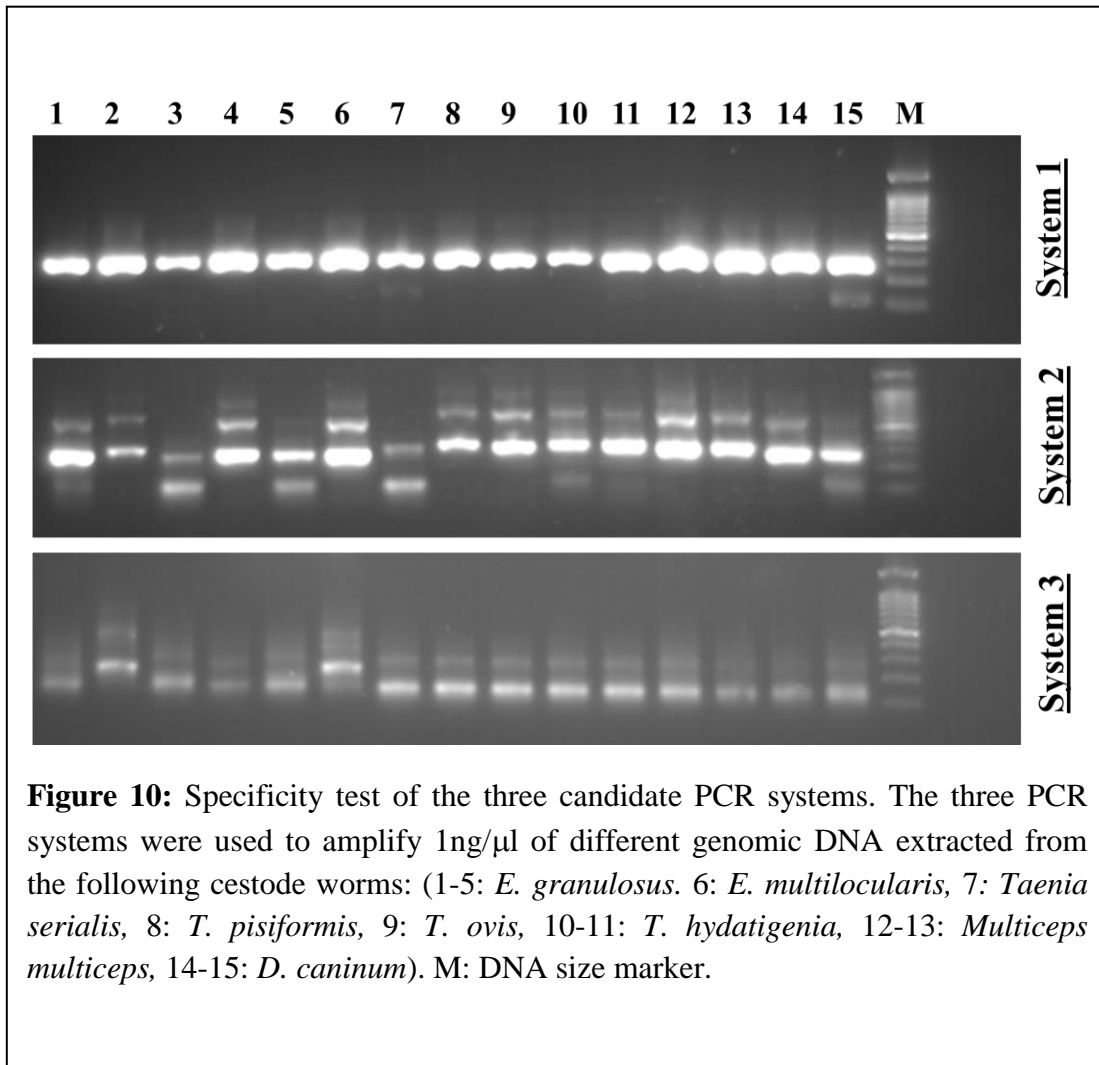 1 2 3 4 5 6 7 8 9 10 11 12 13 14 15 M
System 1
System 2
System 3
Figure 10: Specificity test of the three candidate PCR systems. The three PCR
systems were used to amplify 1ng/μl of different genomic DNA extracted from
the following cestode worms: (1-5: E. granulosus. 6: E. multilocularis, 7: Taenia
serialis, 8: T. pisiformis, 9: T. ovis, 10-11: T. hydatigenia, 12-13: Multiceps
multiceps, 14-15: D. caninum). M: DNA size marker.